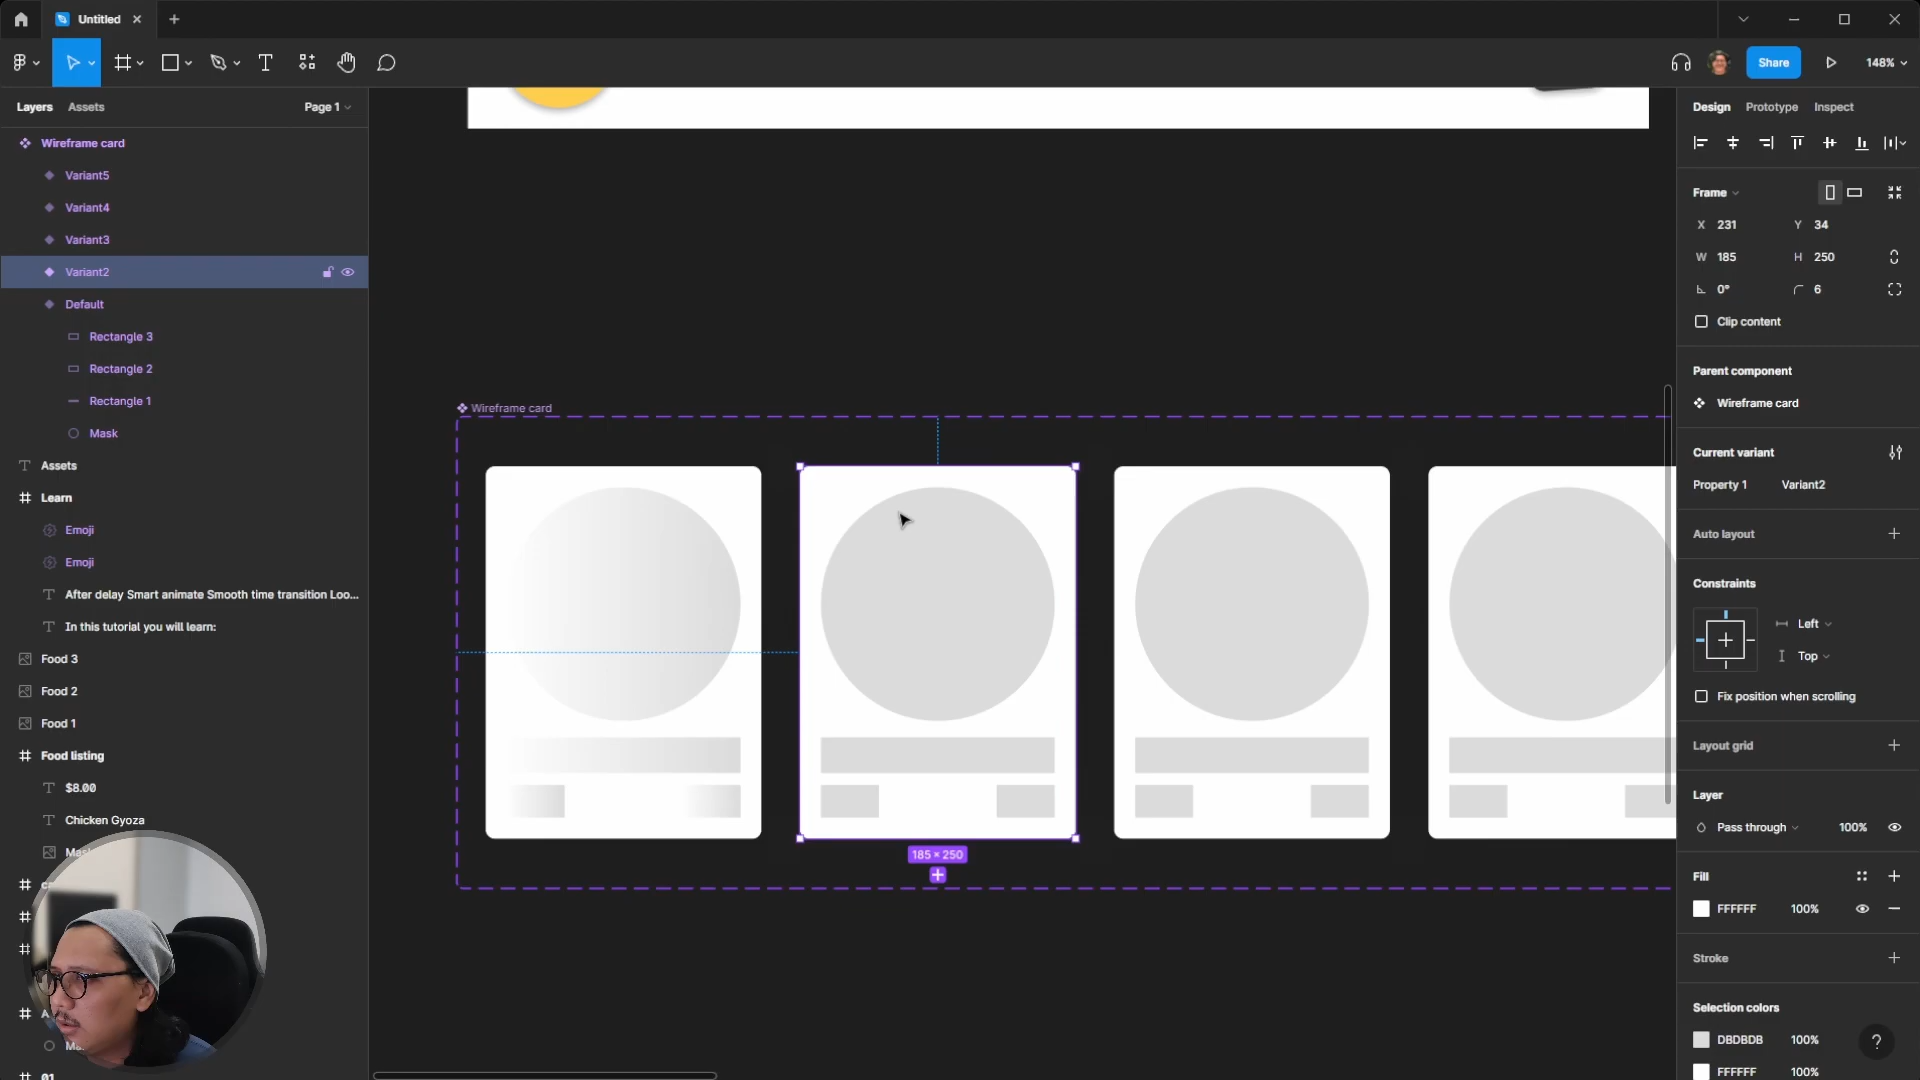 Untitled
Share
148%
Layers
Assets
Page 1
Wireframe card
Variant5
Variant4
Variant3
Variant2
Default
Rectangle 3
Rectangle 2
Rectangle 1
Mask
Assets
Learn
Emoji
Emoji
After delay Smart animate Smooth time transition Loo...
In this tutorial you will learn:
Food 3
Food 2
Food 1
Food listing
$8.00
Chicken Gyoza
01
Wireframe card
185 × 250
Design
Prototype
Inspect
Frame
X 231
Y 34
W 185
H 250
0°
6
Clip content
Parent component
Wireframe card
Current variant
Property 1
Variant2
Auto layout
Constraints
Left
Top
Fix position when scrolling
Layout grid
Layer
Pass through
100%
Fill
FFFFFF
100%
Stroke
Selection colors
DBDBDB
100%
FFFFFF
100%
?